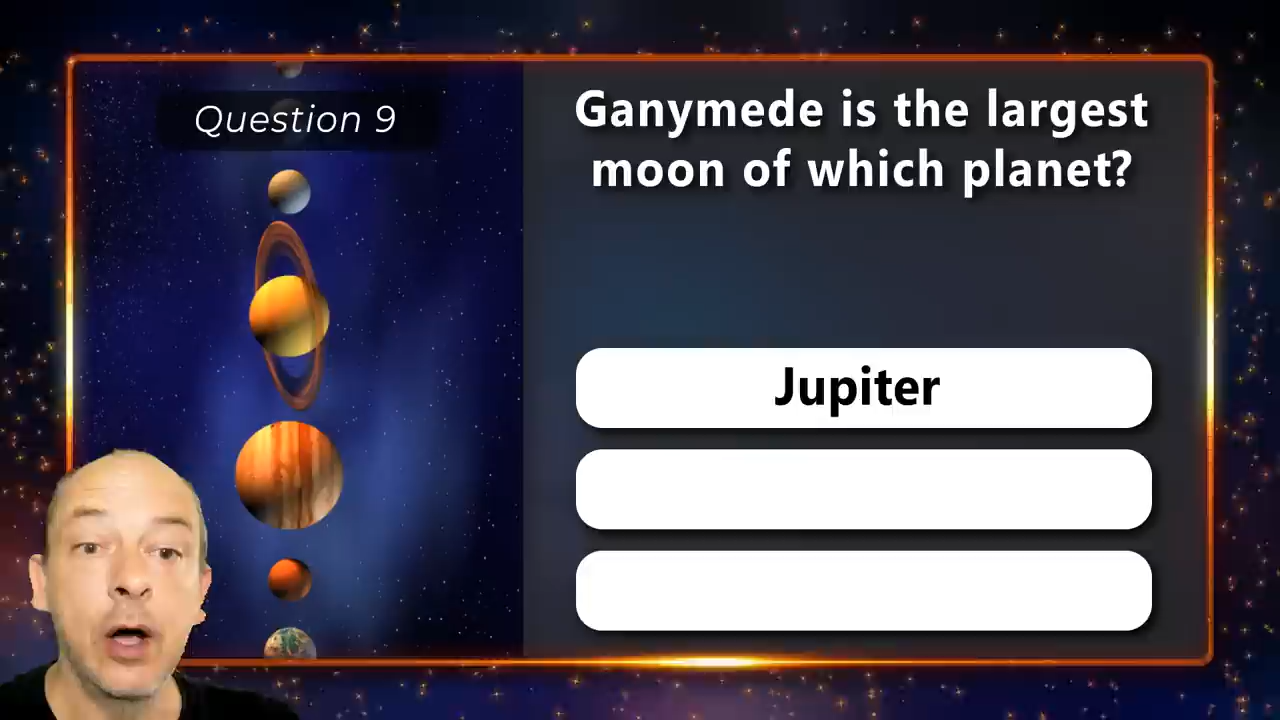 Question 9
Ganymede is the largest
moon of which planet?
Jupiter